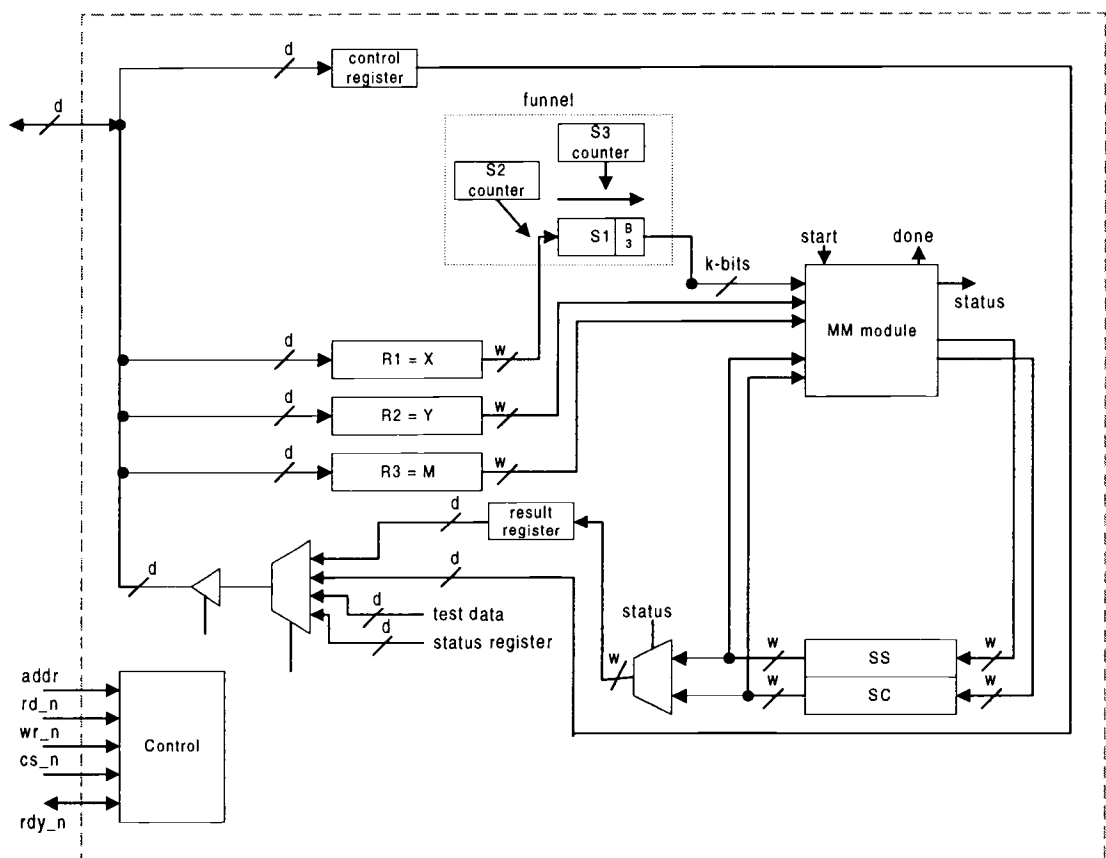 d
control
register
d
funnel
S3
counter
S2
counter
S1
B
3
start
done
k-bits
status
MM module
d
R1 = X
w
d
R2 = Y
w
d
R3 = M
w
d
result
register
d
d
d
test data
d
status register
status
w
w
SS
w
w
SC
w
addr
rd_n
wr_n
cs_n
rdy_n
Control